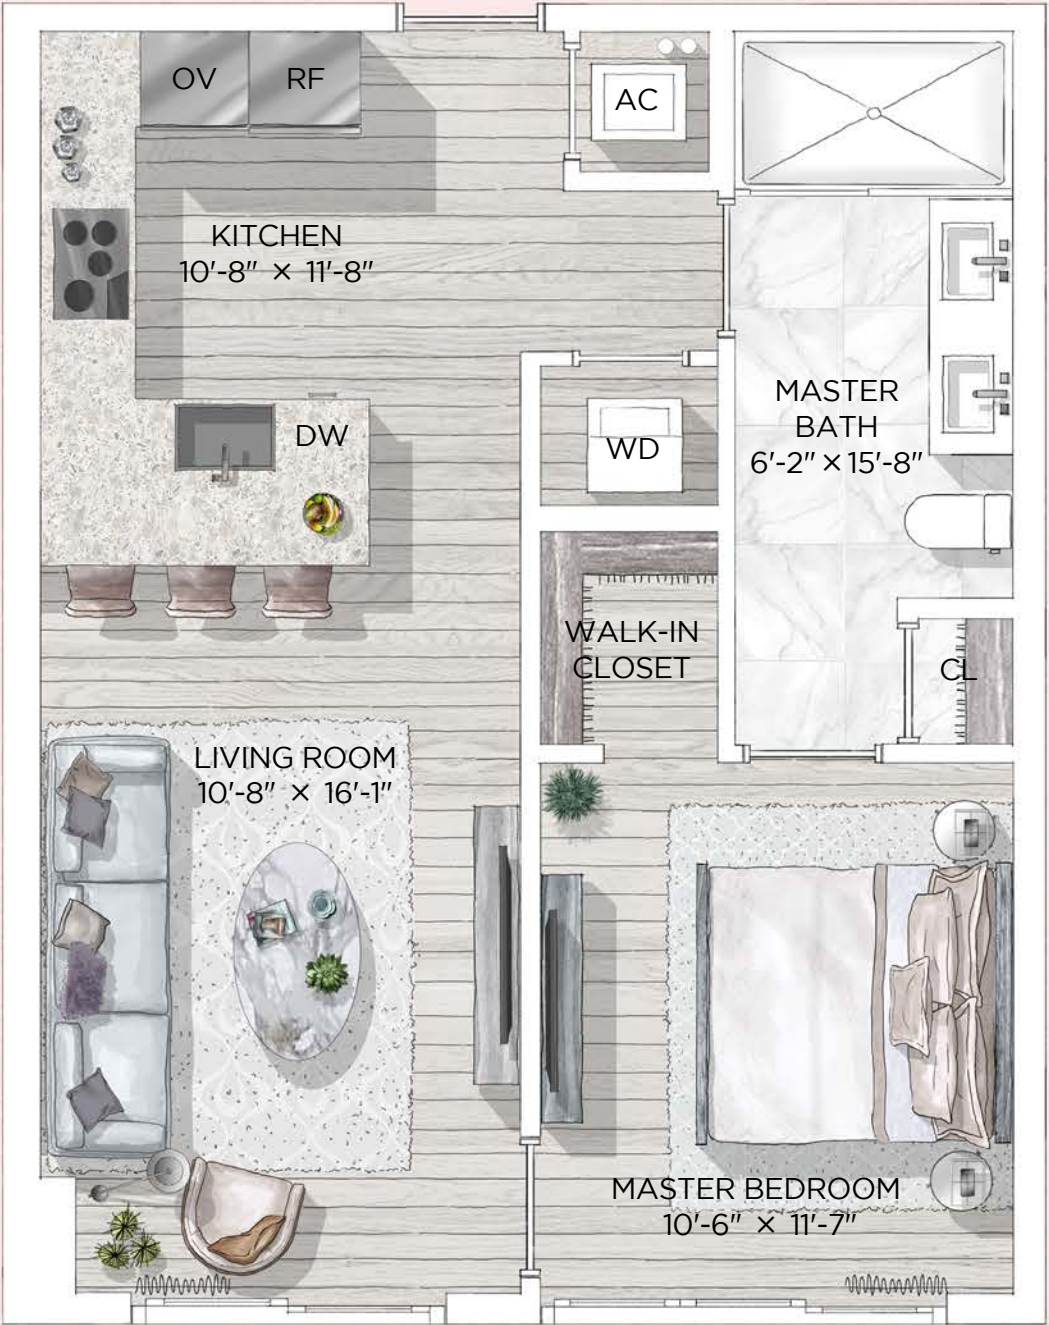 OV
RF
AC
KITCHEN
10'-8" × 11'-8"
MASTER
BATH
6'-2" × 15'-8"
DW
WD
WALK-IN
CLOSET
CL
LIVING ROOM
10'-8" × 16'-1"
MASTER BEDROOM
10'-6" × 11'-7"